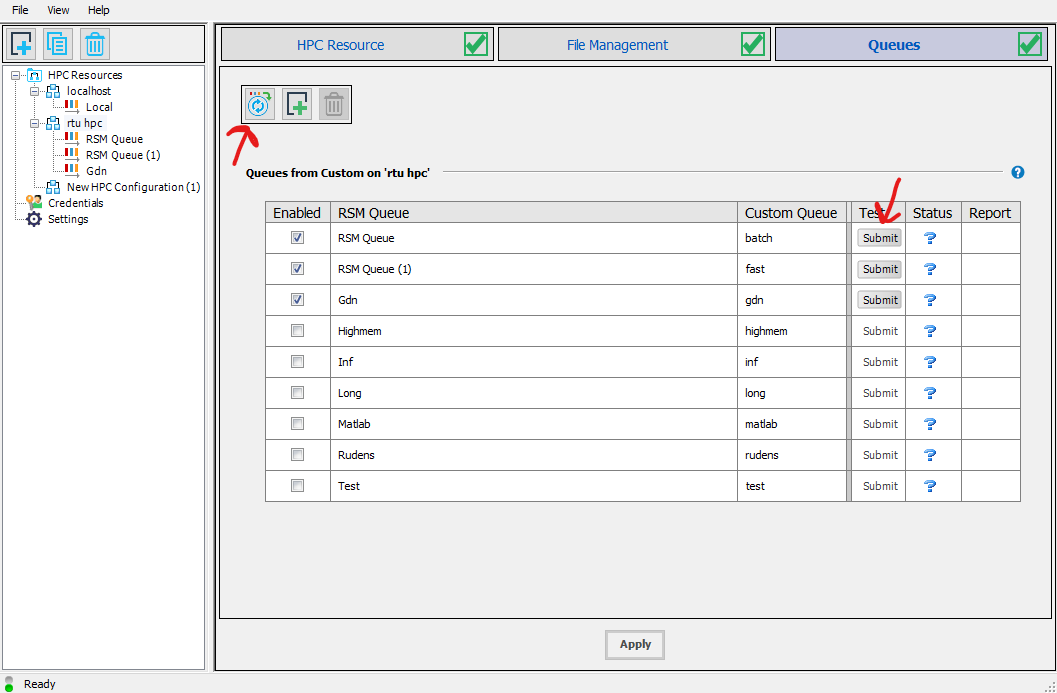 File View Help
HPC Resource File Management Queues
HPC Resources
localhost
Local
rtu hpc
RSM Queue
RSM Queue (1)
Gdn
New HPC Configuration (1)
Credentials
Settings
Queues from Custom on 'rtu hpc'
Enabled RSM Queue Custom Queue Test Status Report
RSM Queue batch Submit ?
RSM Queue (1) fast Submit ?
Gdn gdn Submit ?
Highmem highmem Submit ?
Inf inf Submit ?
Long long Submit ?
Matlab matlab Submit ?
Rudens rudens Submit ?
Test test Submit ?
Apply
Ready